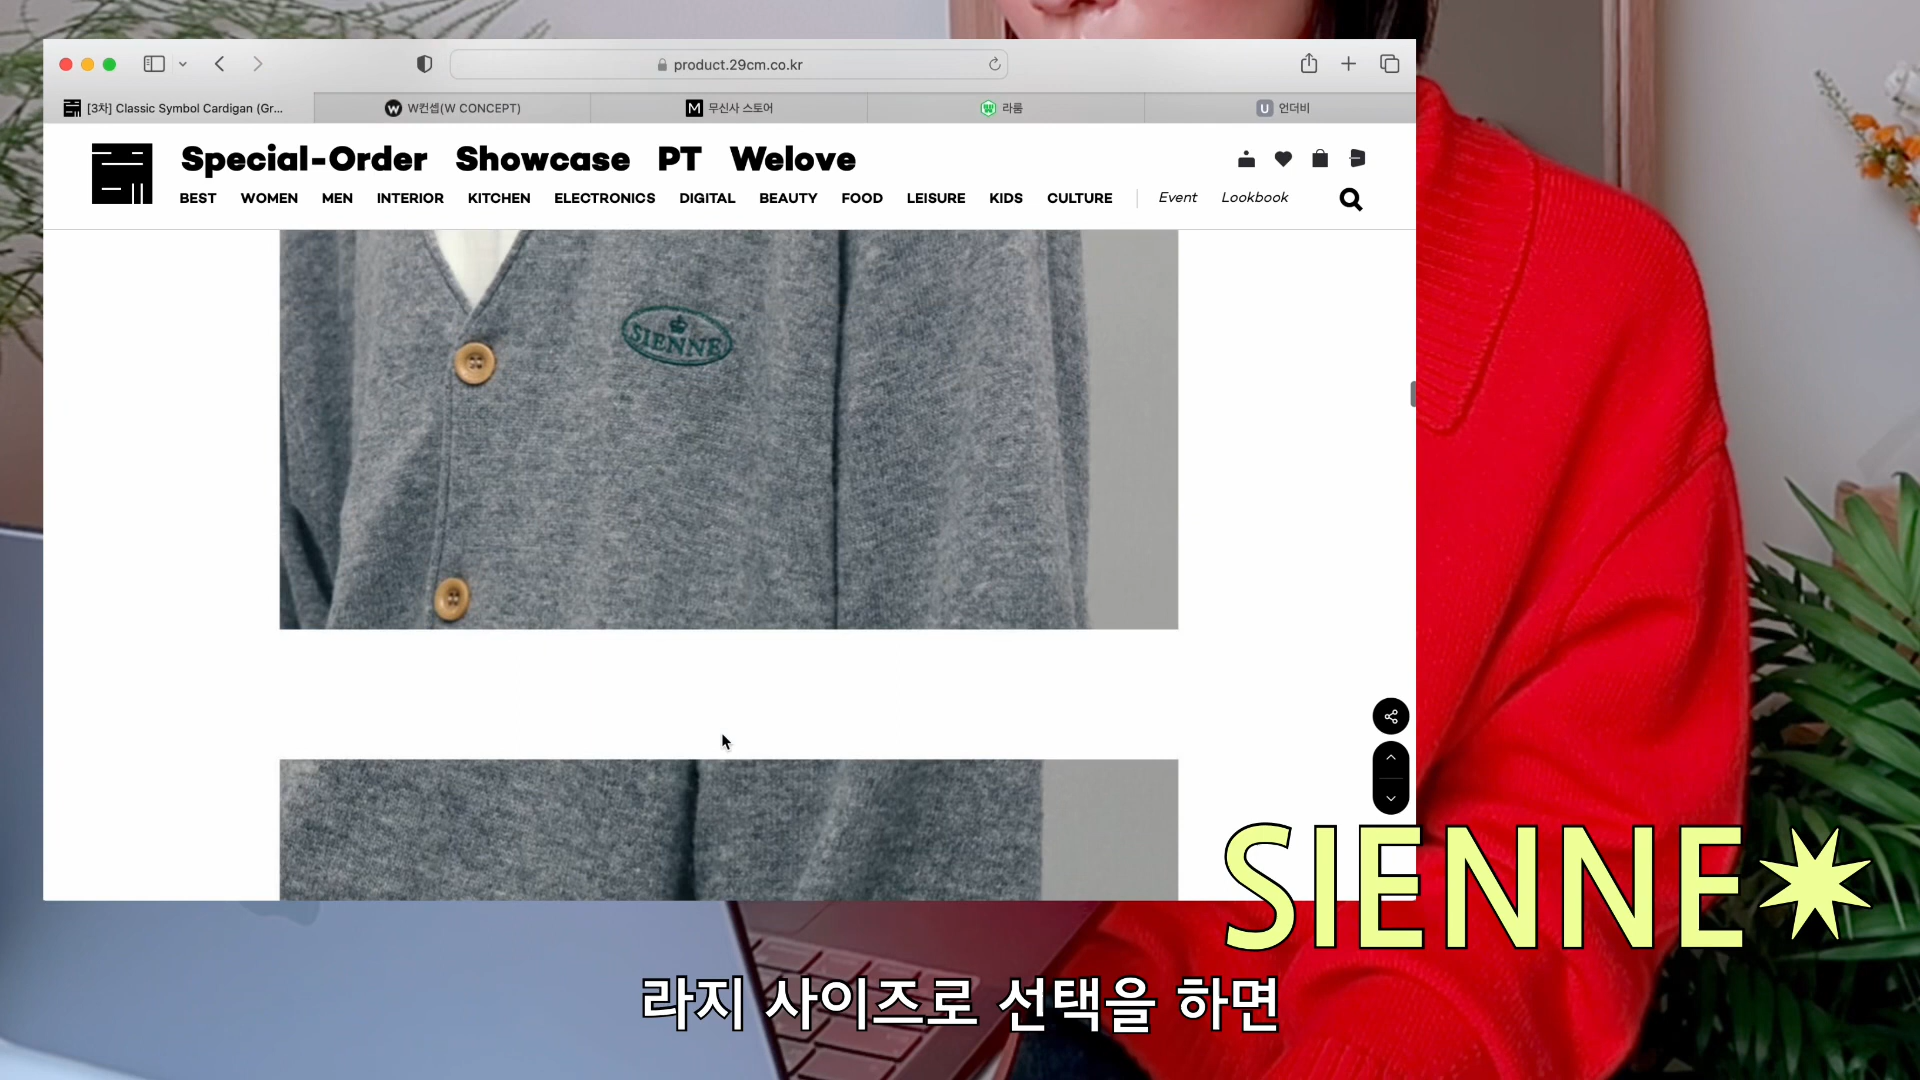 product.29cm.co.kr
[3차] Classic Symbol Cardigan (Gr...
W컨셉(W CONCEPT)
무신사 스토어
라룸
U 언더비
Special-Order Showcase PT Welove
BEST WOMEN MEN INTERIOR KITCHEN ELECTRONICS DIGITAL BEAUTY FOOD LEISURE KIDS CULTURE Event Lookbook
SIENNE
SIENNE
라지 사이즈로 선택을 하면